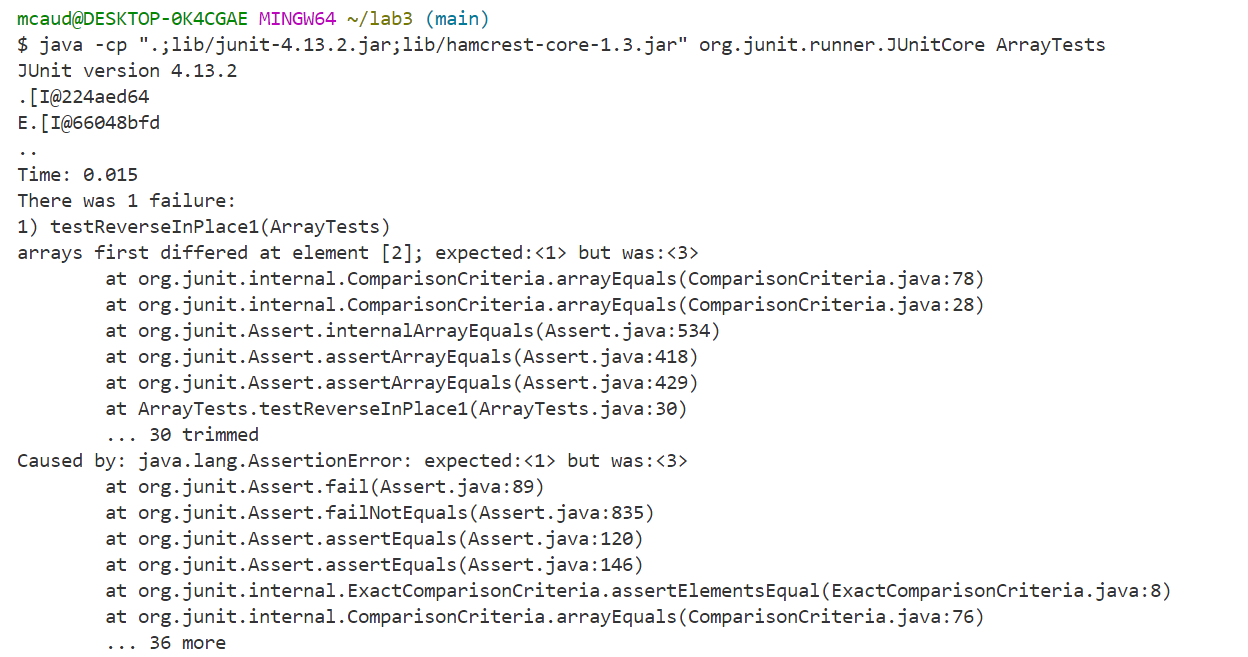 mcaud@DESKTOP-0K4CGAE MINGW64 ~/lab3 (main)
$ java -cp ".;lib/junit-4.13.2.jar;lib/hamcrest-core-1.3.jar" org.junit.runner.JUnitCore ArrayTests
JUnit version 4.13.2
.[I@224aed64
E.[I@66048bfd
..
Time: 0.015
There was 1 failure:
1) testReverseInPlace1(ArrayTests)
arrays first differed at element [2]; expected:<1> but was:<3>
        at org.junit.internal.ComparisonCriteria.arrayEquals(ComparisonCriteria.java:78)
        at org.junit.internal.ComparisonCriteria.arrayEquals(ComparisonCriteria.java:28)
        at org.junit.Assert.internalArrayEquals(Assert.java:534)
        at org.junit.Assert.assertArrayEquals(Assert.java:418)
        at org.junit.Assert.assertArrayEquals(Assert.java:429)
        at ArrayTests.testReverseInPlace1(ArrayTests.java:30)
        ... 30 trimmed
Caused by: java.lang.AssertionError: expected:<1> but was:<3>
        at org.junit.Assert.fail(Assert.java:89)
        at org.junit.Assert.failNotEquals(Assert.java:835)
        at org.junit.Assert.assertEquals(Assert.java:120)
        at org.junit.Assert.assertEquals(Assert.java:146)
        at org.junit.internal.ExactComparisonCriteria.assertElementsEqual(ExactComparisonCriteria.java:8)
        at org.junit.internal.ComparisonCriteria.arrayEquals(ComparisonCriteria.java:76)
        ... 36 more